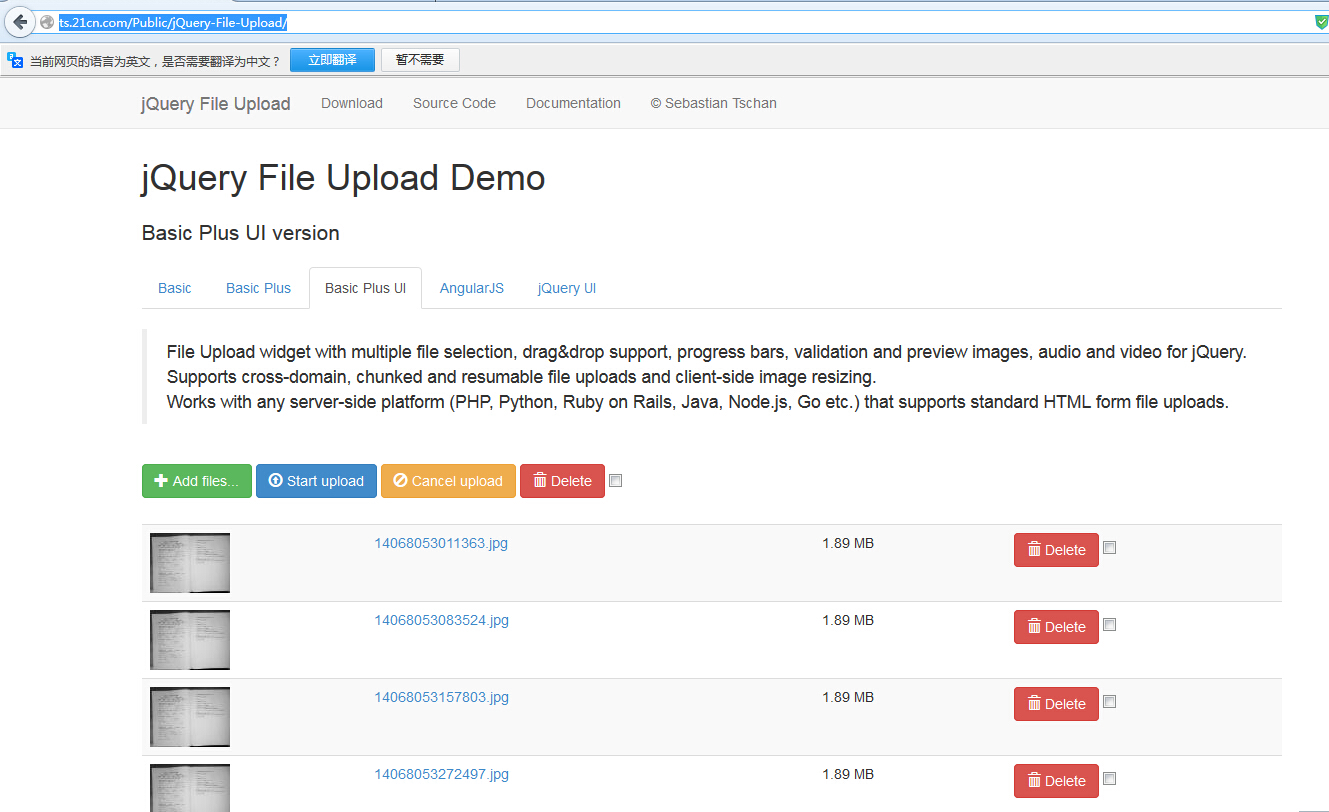 ts.21cn.com/Public/jQuery-File-Upload/
当前网页的语言为英文，是否需要翻译为中文？ 立即翻译 暂不需要
jQuery File Upload Download Source Code Documentation © Sebastian Tschan
jQuery File Upload Demo
Basic Plus UI version
Basic Basic Plus Basic Plus UI AngularJS jQuery UI
File Upload widget with multiple file selection, drag&drop support, progress bars, validation and preview images, audio and video for jQuery.
Supports cross-domain, chunked and resumable file uploads and client-side image resizing.
Works with any server-side platform (PHP, Python, Ruby on Rails, Java, Node.js, Go etc.) that supports standard HTML form file uploads.
Add files... Start upload Cancel upload Delete
14068053011363.jpg 1.89 MB Delete
14068053083524.jpg 1.89 MB Delete
14068053157803.jpg 1.89 MB Delete
14068053272497.jpg 1.89 MB Delete